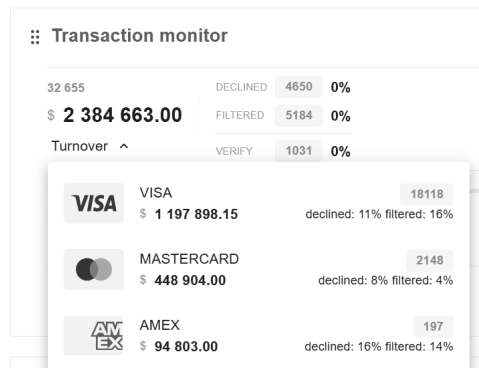 Transaction monitor
32 655
$ 2 384 663.00
Turnover
DECLINED 4650 0%
FILTERED 5184 0%
VERIFY 1031 0%
VISA VISA 18118
$ 1 197 898.15 declined: 11% filtered: 16%
MASTERCARD 2148
$ 448 904.00 declined: 8% filtered: 4%
AM
EX
AMEX 197
$ 94 803.00 declined: 16% filtered: 14%